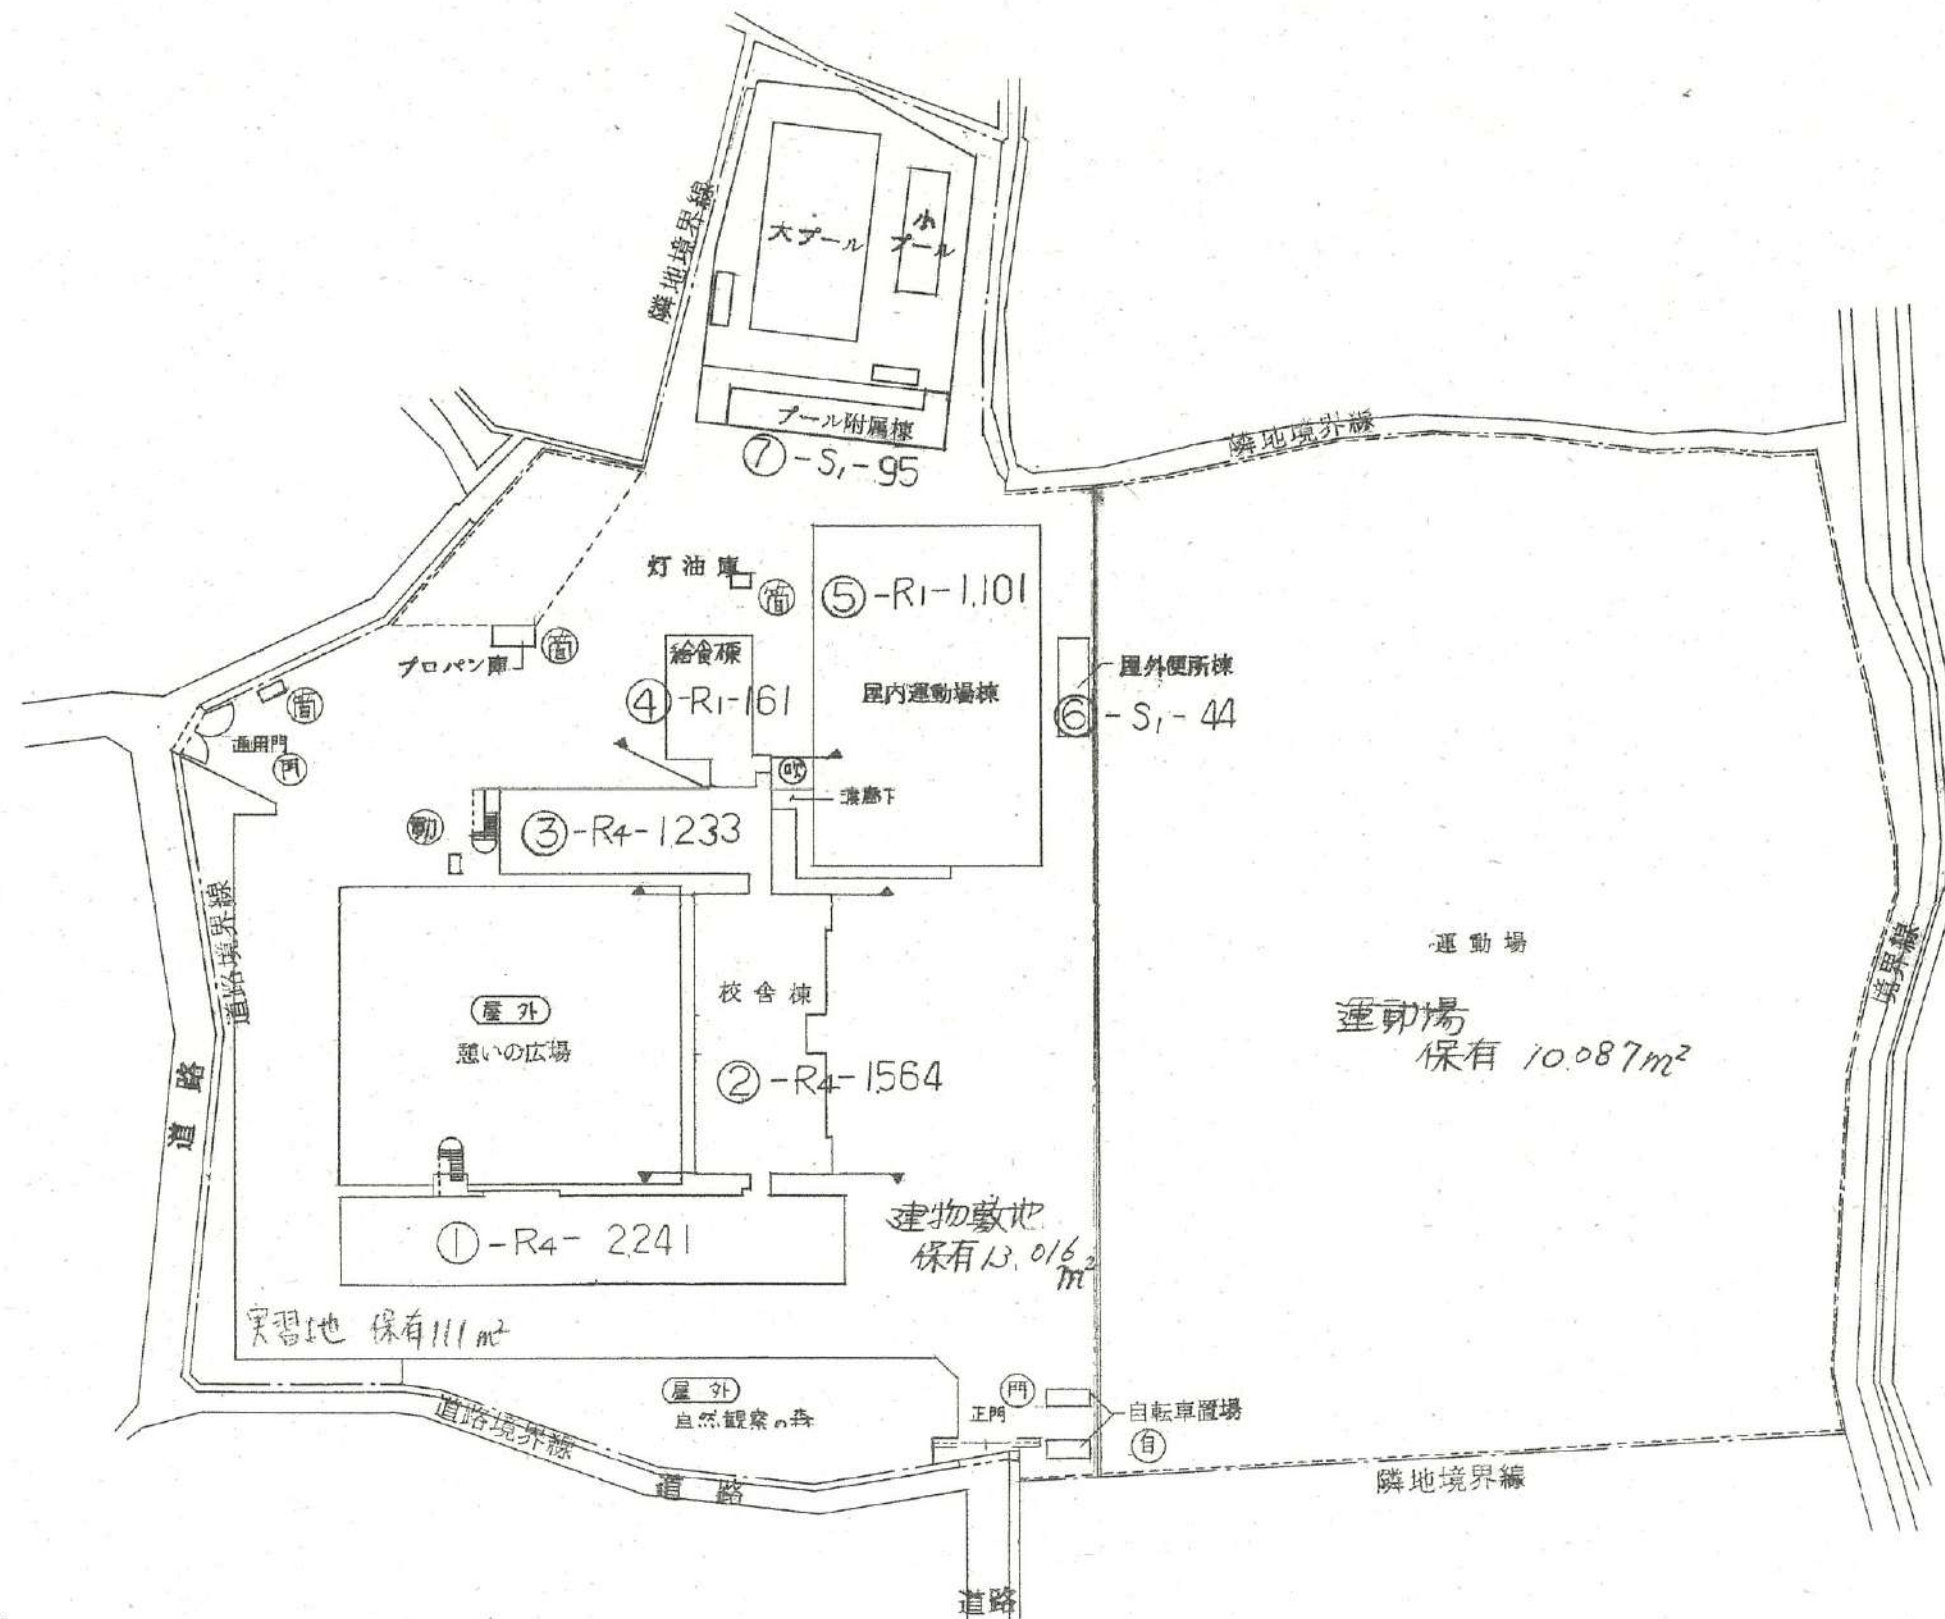 隣地境界線
大プール
小
プール
プール附属棟
⑦-S1-95
隣地境界線
灯油庫
簡
⑤-R1-1,101
プロパン庫
簡
給食棟
④-R1-161
屋内運動場棟
屋外便所棟
⑥-S1-44
簡
通用門
門
吹
渡廊下
動
③-R4-1,233
道路境界線
校舎棟
屋外
憩いの広場
②-R4-1,564
運動場
運動場
保有 10,087m²
境界線
道路
①-R4-2,241
建物敷地
保有13,016
m²
実習地 保有111m²
屋外
自然観察の森
門
正門
自転車置場
自
道路境界線
道路
隣地境界線
道路